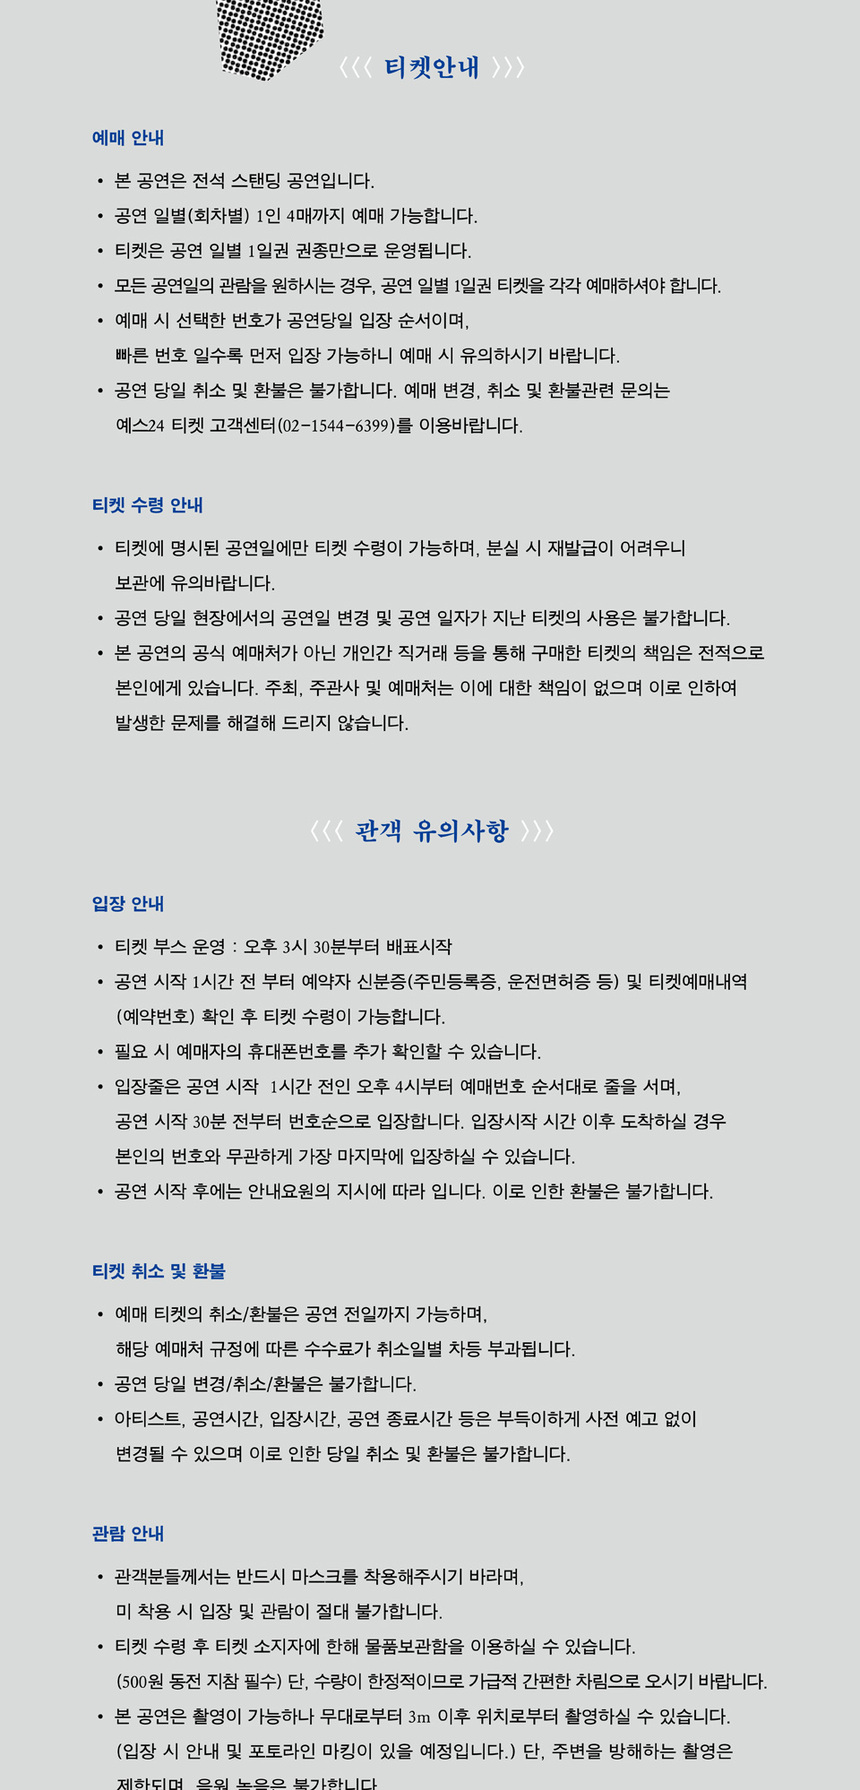 <<< 티켓안내 >>>
예매 안내
• 본 공연은 전석 스탠딩 공연입니다.
• 공연 일별(회차별) 1인 4매까지 예매 가능합니다.
• 티켓은 공연 일별 1일권 권종만으로 운영됩니다.
• 모든 공연일의 관람을 원하시는 경우, 공연 일별 1일권 티켓을 각각 예매하셔야 합니다.
• 예매 시 선택한 번호가 공연당일 입장 순서이며,
빠른 번호 일수록 먼저 입장 가능하니 예매 시 유의하시기 바랍니다.
• 공연 당일 취소 및 환불은 불가합니다. 예매 변경, 취소 및 환불관련 문의는
예스24 티켓 고객센터(02-1544-6399)를 이용바랍니다.
티켓 수령 안내
• 티켓에 명시된 공연일에만 티켓 수령이 가능하며, 분실 시 재발급이 어려우니
보관에 유의바랍니다.
• 공연 당일 현장에서의 공연일 변경 및 공연 일자가 지난 티켓의 사용은 불가합니다.
• 본 공연의 공식 예매처가 아닌 개인간 직거래 등을 통해 구매한 티켓의 책임은 전적으로
본인에게 있습니다. 주최, 주관사 및 예매처는 이에 대한 책임이 없으며 이로 인하여
발생한 문제를 해결해 드리지 않습니다.
<<< 관객 유의사항 >>>
입장 안내
• 티켓 부스 운영 : 오후 3시 30분부터 배표시작
• 공연 시작 1시간 전 부터 예약자 신분증(주민등록증, 운전면허증 등) 및 티켓예매내역
(예약번호) 확인 후 티켓 수령이 가능합니다.
• 필요 시 예매자의 휴대폰번호를 추가 확인할 수 있습니다.
• 입장줄은 공연 시작 1시간 전인 오후 4시부터 예매번호 순서대로 줄을 서며,
공연 시작 30분 전부터 번호순으로 입장합니다. 입장시작 시간 이후 도착하실 경우
본인의 번호와 무관하게 가장 마지막에 입장하실 수 있습니다.
• 공연 시작 후에는 안내요원의 지시에 따라 입니다. 이로 인한 환불은 불가합니다.
티켓 취소 및 환불
• 예매 티켓의 취소/환불은 공연 전일까지 가능하며,
해당 예매처 규정에 따른 수수료가 취소일별 차등 부과됩니다.
• 공연 당일 변경/취소/환불은 불가합니다.
• 아티스트, 공연시간, 입장시간, 공연 종료시간 등은 부득이하게 사전 예고 없이
변경될 수 있으며 이로 인한 당일 취소 및 환불은 불가합니다.
관람 안내
• 관객분들께서는 반드시 마스크를 착용해주시기 바라며,
미 착용 시 입장 및 관람이 절대 불가합니다.
• 티켓 수령 후 티켓 소지자에 한해 물품보관함을 이용하실 수 있습니다.
(500원 동전 지참 필수) 단, 수량이 한정적이므로 가급적 간편한 차림으로 오시기 바랍니다.
• 본 공연은 촬영이 가능하나 무대로부터 3m 이후 위치로부터 촬영하실 수 있습니다.
(입장 시 안내 및 포토라인 마킹이 있을 예정입니다.) 단, 주변을 방해하는 촬영은
제한되며, 음원 녹음은 불가합니다